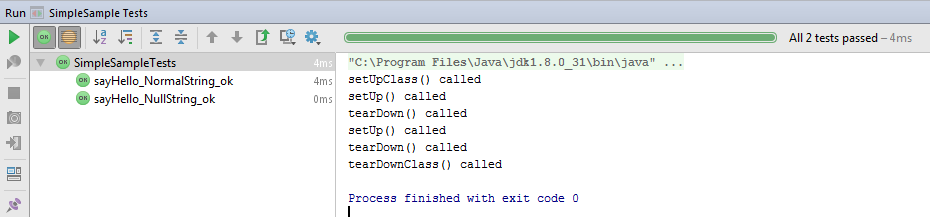 Run SimpleSample Tests
All 2 tests passed – 4ms
SimpleSampleTests 4ms
sayHello_NormalString_ok 4ms
sayHello_NullString_ok 0ms
"C:\Program Files\Java\jdk1.8.0_31\bin\java" ...
setUpClass() called
setUp() called
tearDown() called
setUp() called
tearDown() called
tearDownClass() called
Process finished with exit code 0